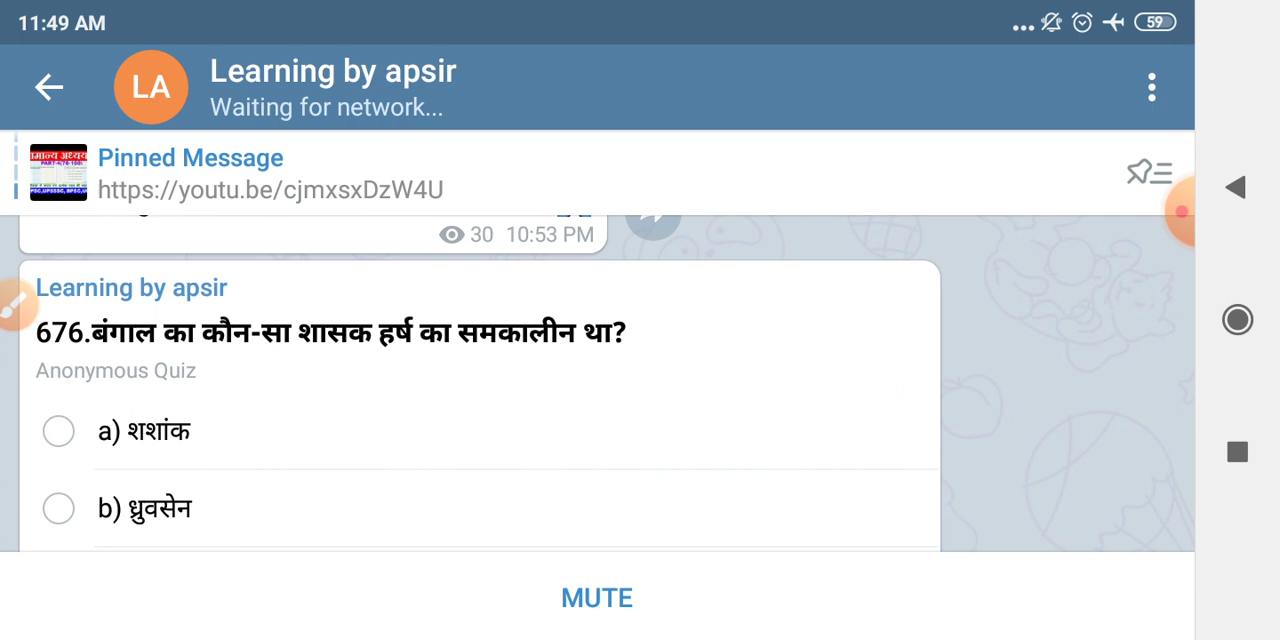 11:49 AM
59
LA
Learning by apsir
Waiting for network...
Pinned Message
https://youtu.be/cjmxsxDzW4U
30 10:53 PM
Learning by apsir
676.बंगाल का कौन-सा शासक हर्ष का समकालीन था?
Anonymous Quiz
a) शशांक
b) ध्रुवसेन
MUTE